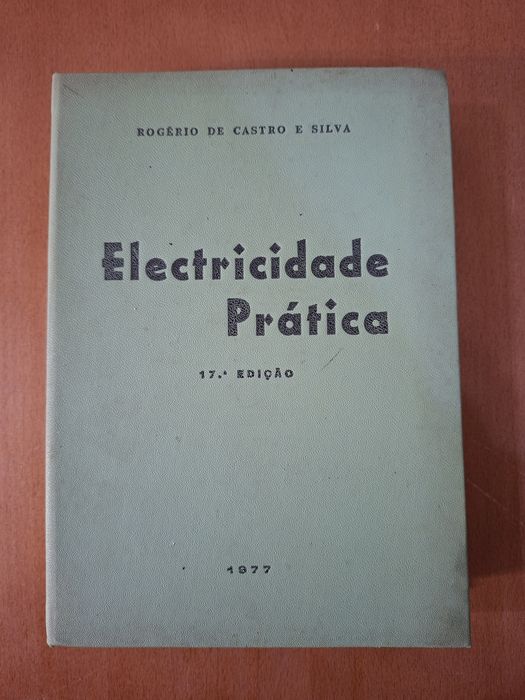 ROGÉRIO DE CASTRO E SILVA
Electricidade
Prática
17.ª EDIÇÃO
1977